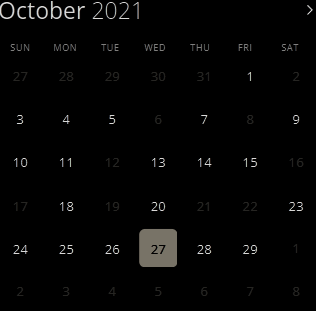 October 2021 >
SUN MON TUE WED THU FRI SAT
27 28 29 30 31 1 2
3 4 5 6 7 8 9
10 11 12 13 14 15 16
17 18 19 20 21 22 23
24 25 26 27 28 29 1
2 3 4 5 6 7 8